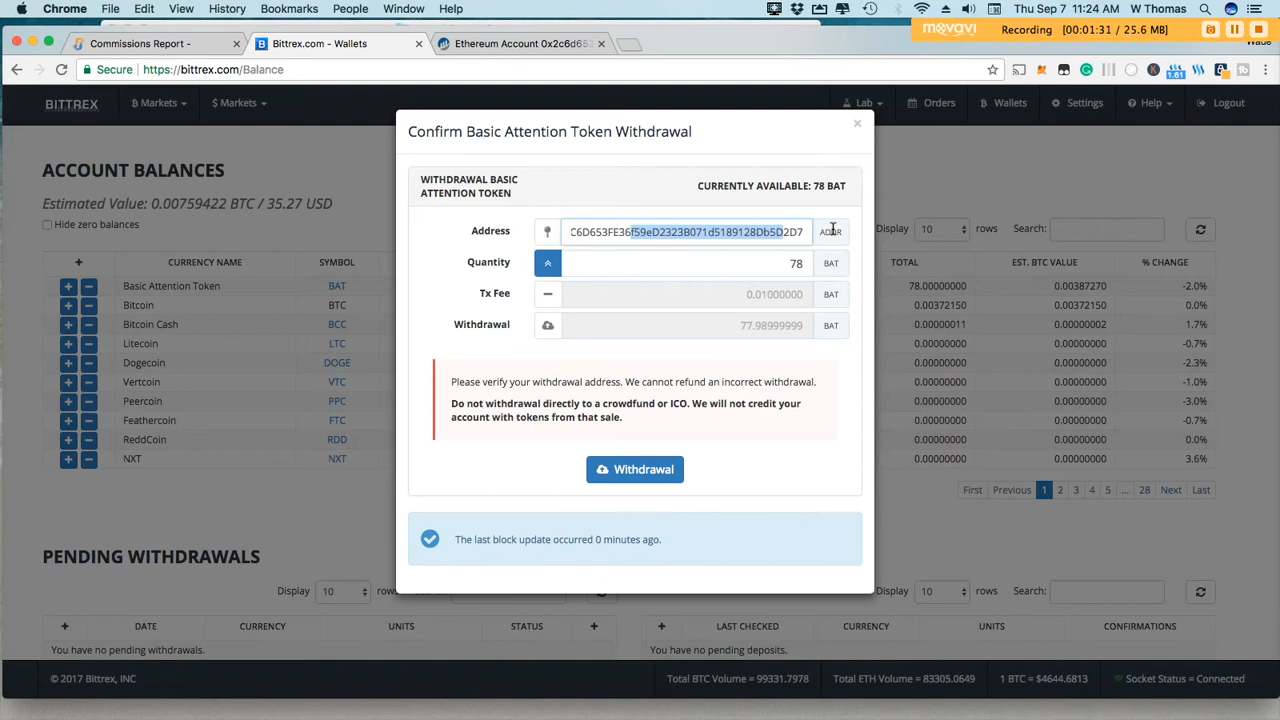 Chrome File Edit View History Bookmarks People Window Help Thu Sep 7 11:24 AM W Thomas
movavi Recording [00:01:31 / 25.6 MB]
Commissions Report - × Bittrex.com - Wallets × Ethereum Account 0x2c6d653 ×
Secure https://bittrex.com/Balance 1.61
BITTREX ฿ Markets $ Markets Lab Orders Wallets Settings Help Logout
Confirm Basic Attention Token Withdrawal ×
ACCOUNT BALANCES
Estimated Value: 0.00759422 BTC / 35.27 USD
Hide zero balances
WITHDRAWAL BASIC
ATTENTION TOKEN
CURRENTLY AVAILABLE: 78 BAT
Address C6D653FE36f59eD2323B071d5189128Db5D2D7 ADDR
Quantity 78 BAT
Tx Fee 0.01000000 BAT
Withdrawal 77.98999999 BAT
Please verify your withdrawal address. We cannot refund an incorrect withdrawal.
Do not withdrawal directly to a crowdfund or ICO. We will not credit your
account with tokens from that sale.
Withdrawal
The last block update occurred 0 minutes ago.
Display 10 rows Search:
+ CURRENCY NAME SYMBOL TOTAL EST. BTC VALUE % CHANGE
+ − Basic Attention Token BAT 78.00000000 0.00387270 -2.0%
+ − Bitcoin BTC 0.00372150 0.00372150 0.0%
+ − Bitcoin Cash BCC 0.00000011 0.00000002 1.7%
+ − Litecoin LTC 0.00000000 0.00000000 -0.7%
+ − Dogecoin DOGE 0.00000000 0.00000000 -2.3%
+ − Vertcoin VTC 0.00000000 0.00000000 -1.0%
+ − Peercoin PPC 0.00000000 0.00000000 -3.0%
+ − Feathercoin FTC 0.00000000 0.00000000 -0.7%
+ − ReddCoin RDD 0.00000000 0.00000000 0.0%
+ − NXT NXT 0.00000000 0.00000000 3.6%
First Previous 1 2 3 4 5 ... 28 Next Last
PENDING WITHDRAWALS
Display 10 rows
Display 10 rows Search:
+ DATE CURRENCY UNITS STATUS +
+ LAST CHECKED CURRENCY UNITS CONFIRMATIONS
You have no pending withdrawals.
You have no pending deposits.
© 2017 Bittrex, INC Total BTC Volume = 99331.7978 Total ETH Volume = 83305.0649 1 BTC = $4644.6813 Socket Status = Connected